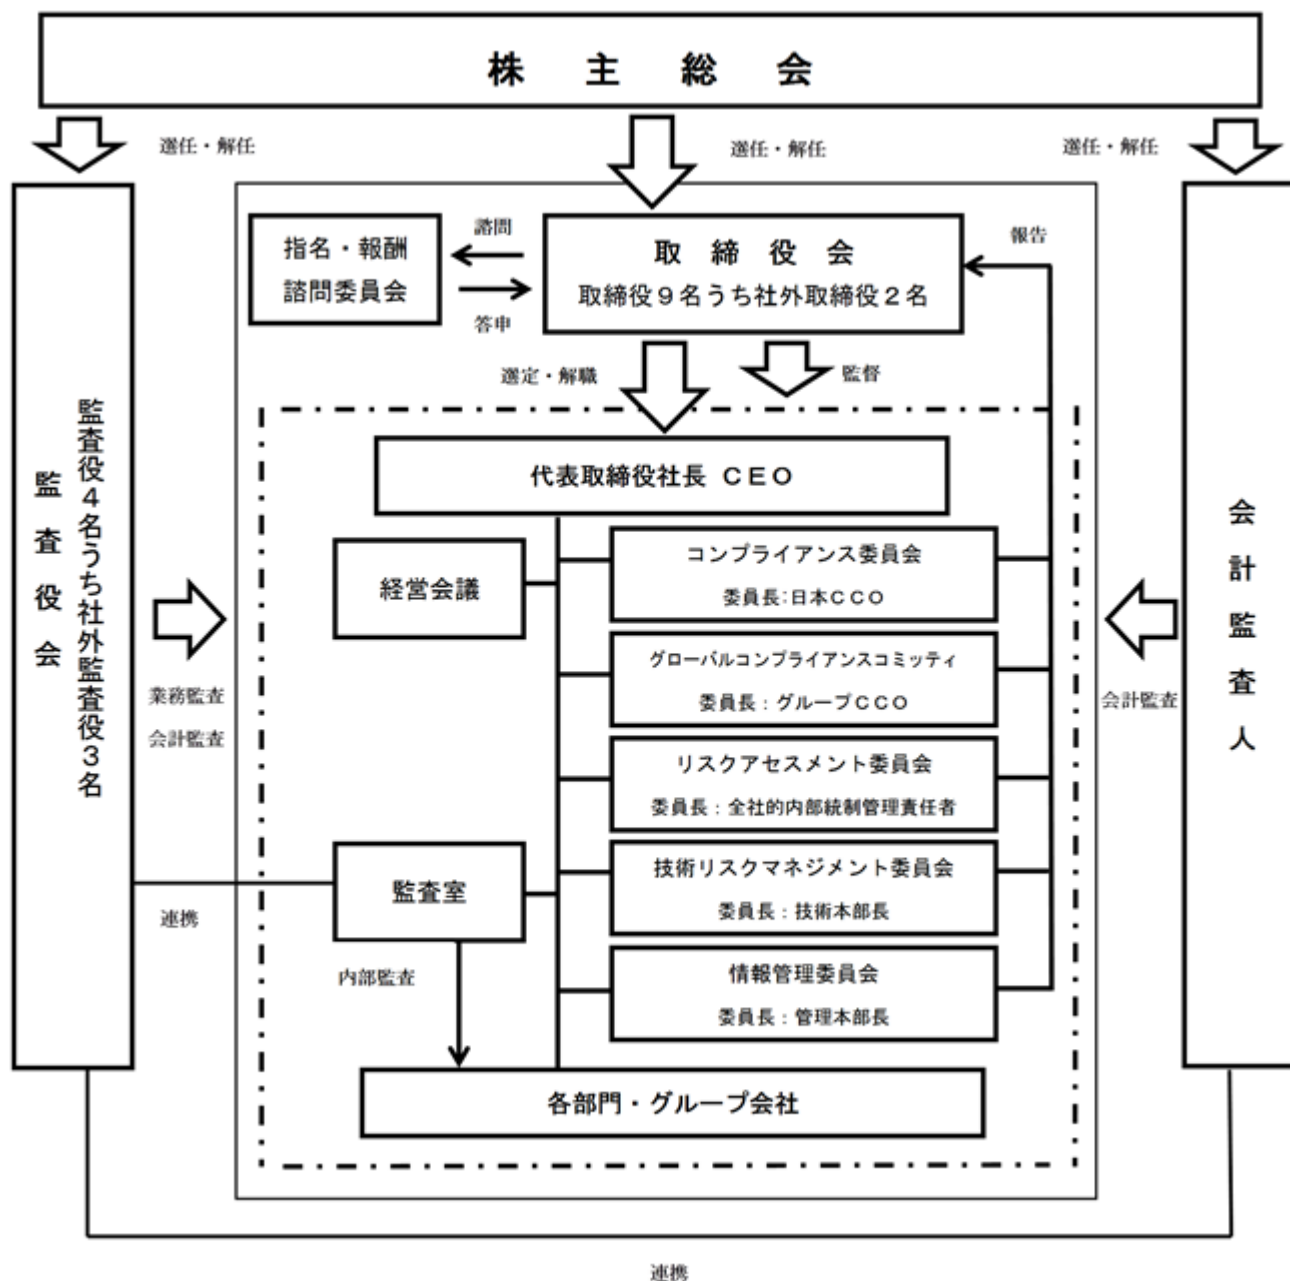 株主総会
選任・解任
選任・解任
選任・解任
指名・報酬
諮問委員会
諮問
答申
取締役会
取締役９名うち社外取締役２名
報告
選定・解職
監督
代表取締役社長 ＣＥＯ
経営会議
コンプライアンス委員会
委員長：日本ＣＣＯ
グローバルコンプライアンスコミッティ
委員長：グループＣＣＯ
リスクアセスメント委員会
委員長：全社的内部統制管理責任者
技術リスクマネジメント委員会
委員長：技術本部長
情報管理委員会
委員長：管理本部長
監査室
内部監査
各部門・グループ会社
監査役会
監査役４名うち社外監査役３名
業務監査
会計監査
連携
会計監査人
会計監査
連携